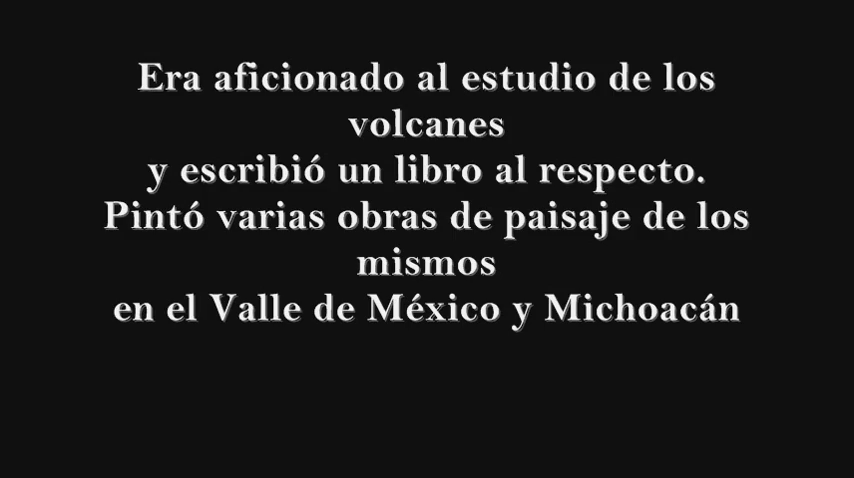 Era aficionado al estudio de los
volcanes
y escribió un libro al respecto.
Pintó varias obras de paisaje de los
mismos
en el Valle de México y Michoacán